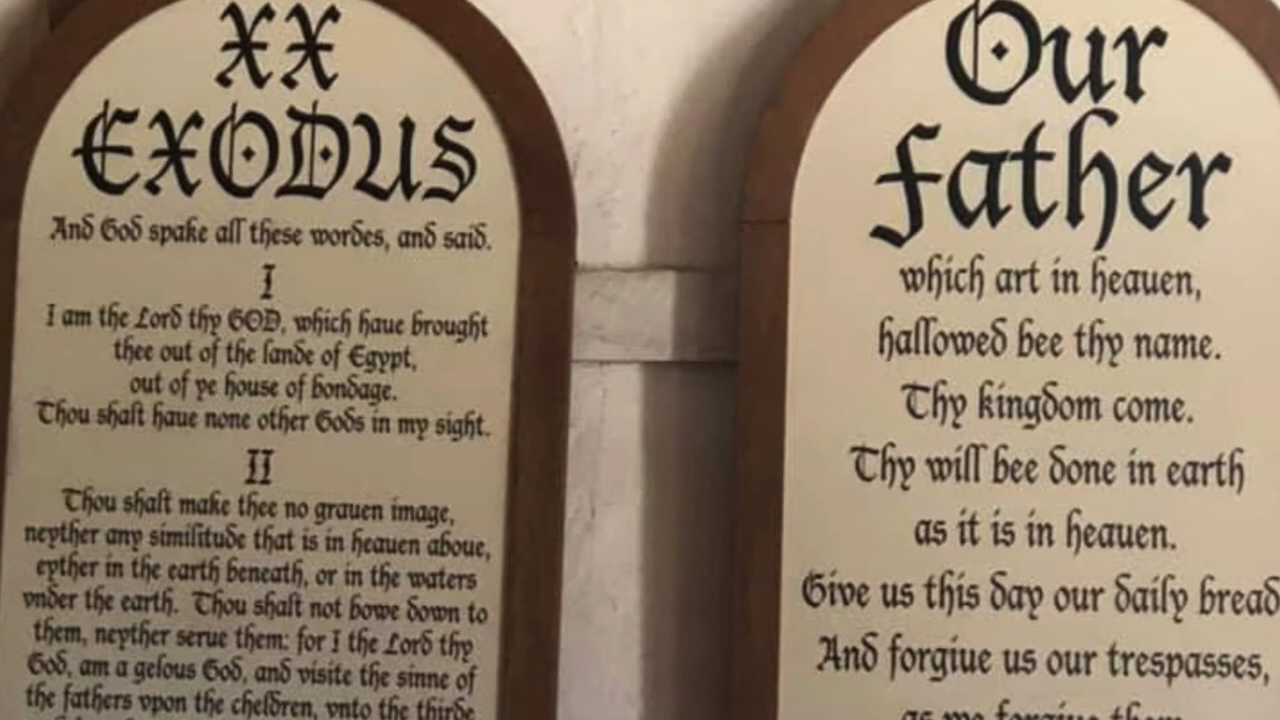 XX
EXODUS
And God spake all these wordes, and said.
I
I am the Lord thy GOD, which haue brought
thee out of the lande of Egypt,
out of ye house of bondage.
Thou shalt haue none other Gods in my sight.
II
Thou shalt make thee no grauen image,
neyther any similitude that is in heauen aboue,
eyther in the earth beneath, or in the waters
vnder the earth. Thou shalt not bowe down to
them, neyther serue them: for I the Lord thy
God, am a gelous God, and visite the sinne of
the fathers vpon the cheldren, vnto the thirde
Our
Father
which art in heauen,
hallowed bee thy name.
Thy kingdom come.
Thy will bee done in earth
as it is in heauen.
Give us this day our daily bread
And forgiue us our trespasses,
as we forgiue them